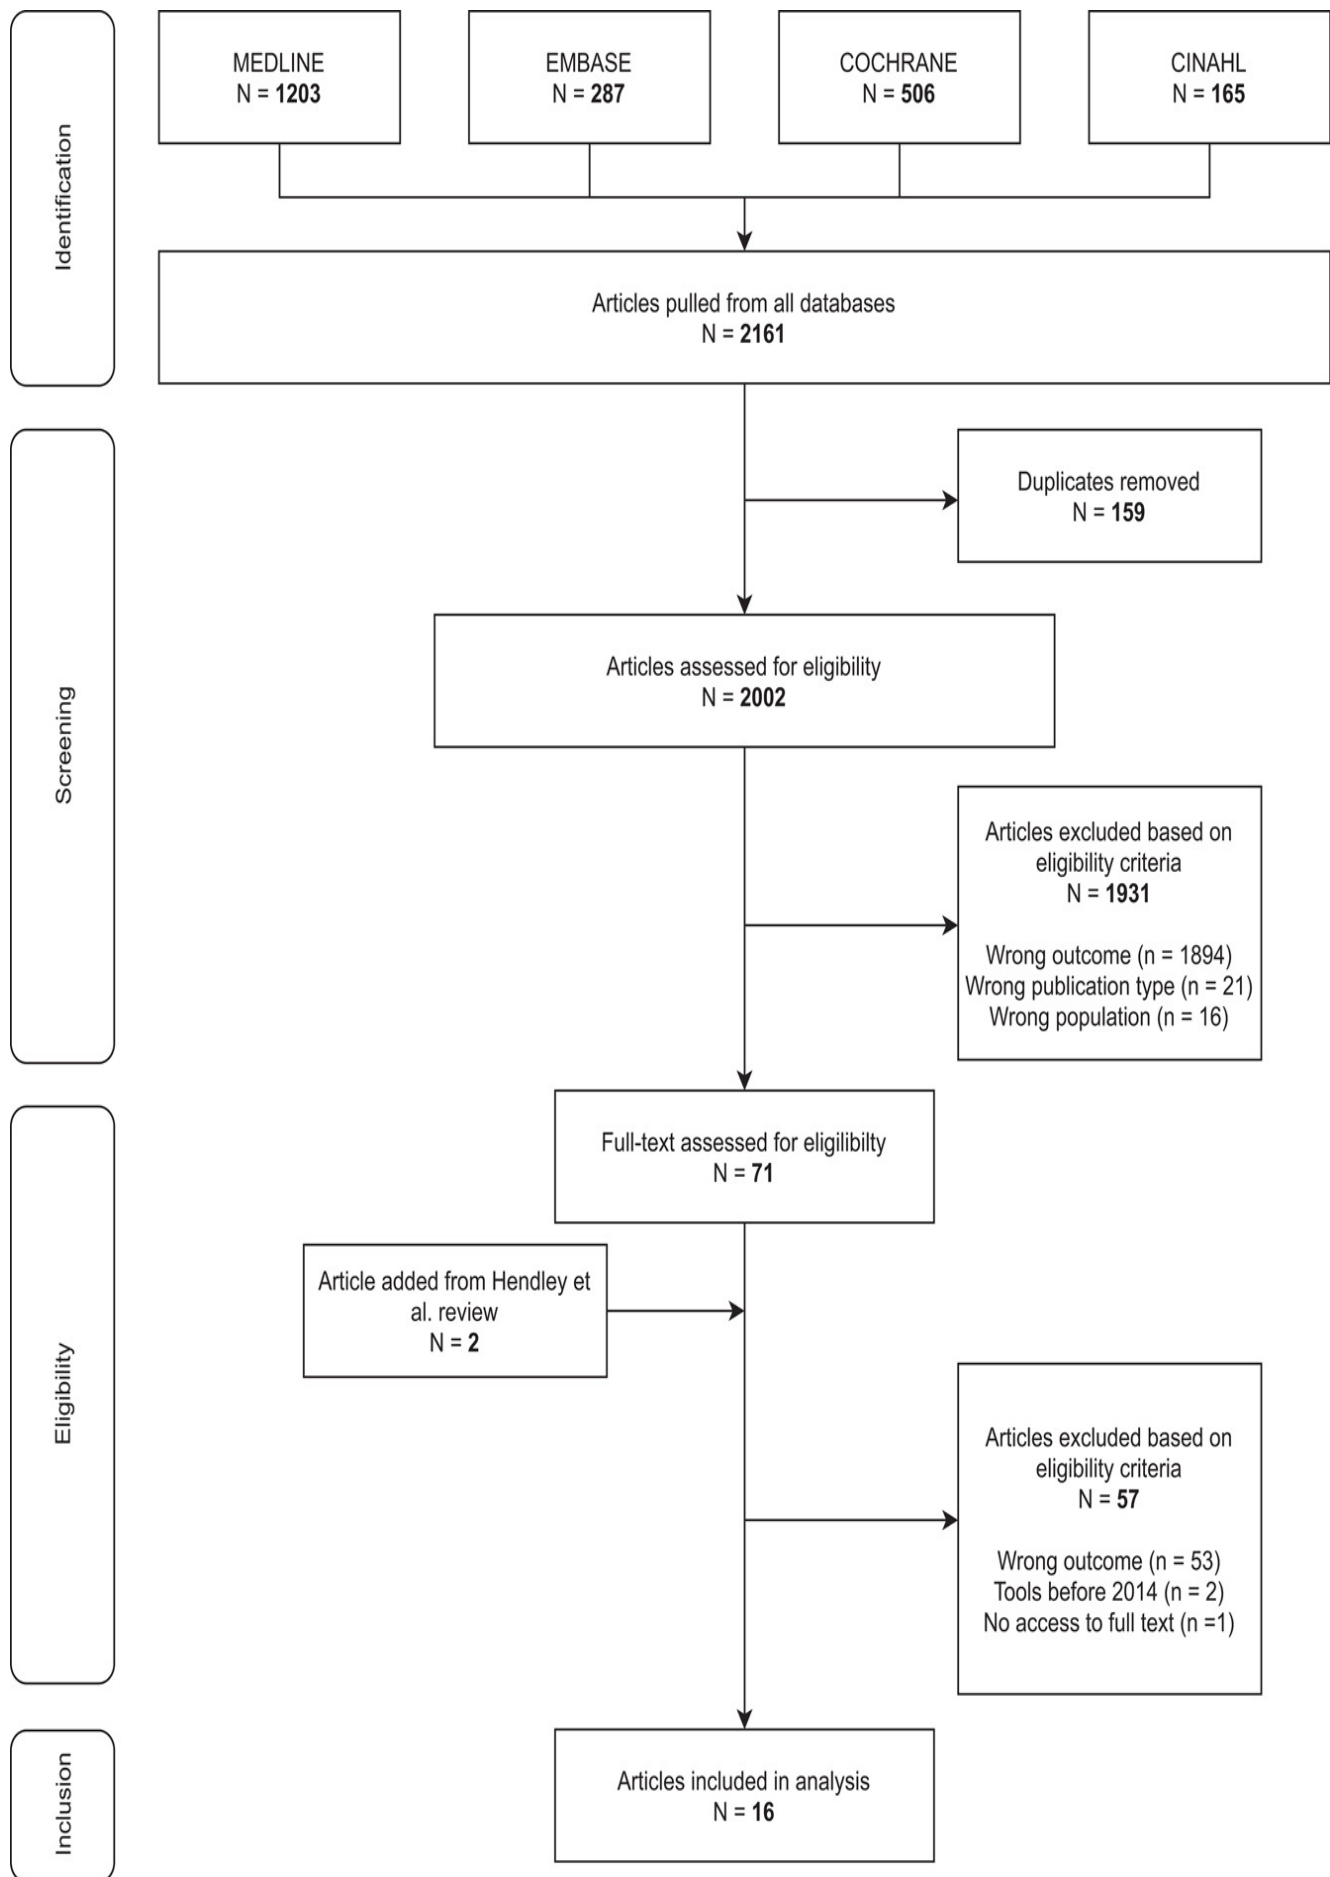 Identification
MEDLINE
N = 1203
EMBASE
N = 287
COCHRANE
N = 506
CINAHL
N = 165
Articles pulled from all databases
N = 2161
Screening
Duplicates removed
N = 159
Articles assessed for eligibility
N = 2002
Articles excluded based on
eligibility criteria
N = 1931
Wrong outcome (n = 1894)
Wrong publication type (n = 21)
Wrong population (n = 16)
Eligibility
Full-text assessed for eligilibilty
N = 71
Article added from Hendley et
al. review
N = 2
Articles excluded based on
eligibility criteria
N = 57
Wrong outcome (n = 53)
Tools before 2014 (n = 2)
No access to full text (n =1)
Inclusion
Articles included in analysis
N = 16